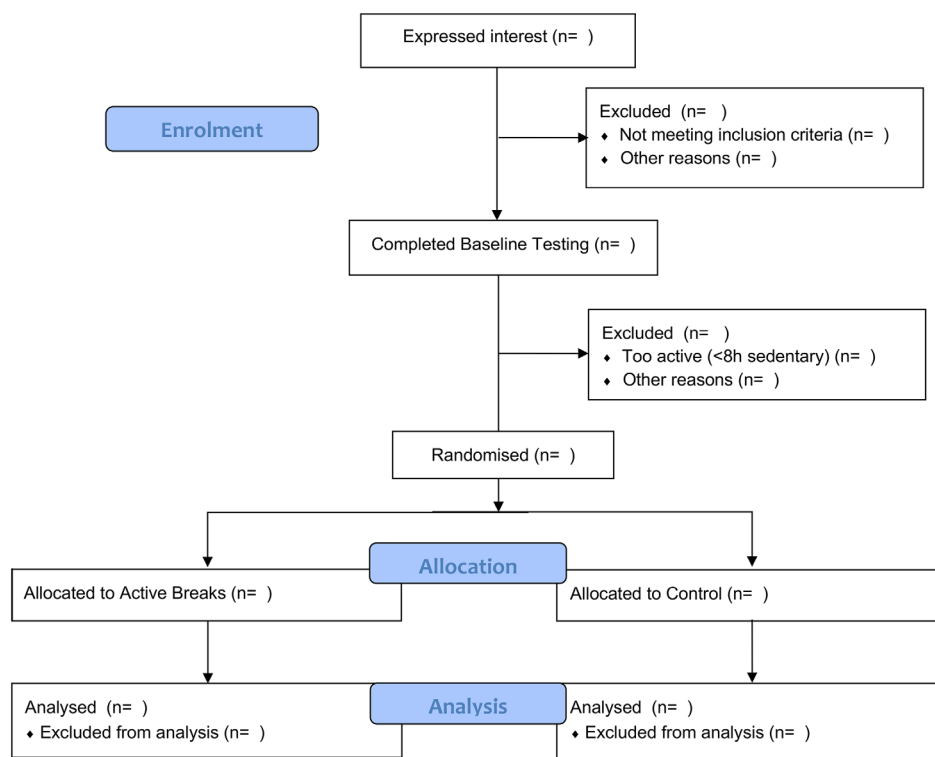 Expressed interest (n=  )
Enrolment
Excluded  (n=  )
♦ Not meeting inclusion criteria (n=  )
♦ Other reasons (n=  )
Completed Baseline Testing (n=  )
Excluded  (n=  )
♦ Too active (<8h sedentary) (n=  )
♦ Other reasons (n=  )
Randomised (n=  )
Allocation
Allocated to Active Breaks (n=  )
Allocated to Control (n=  )
Analysis
Analysed  (n=  )
♦ Excluded from analysis (n=  )
Analysed  (n=  )
♦ Excluded from analysis (n=  )